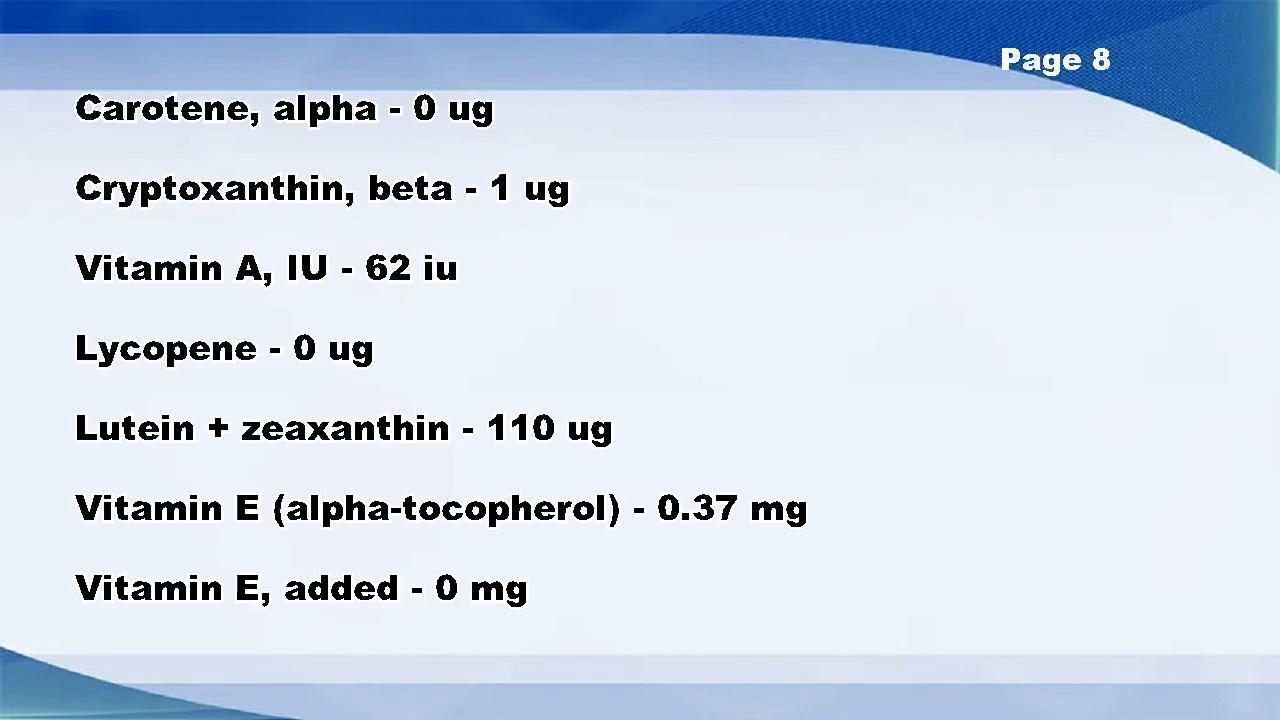 Page 8
Carotene, alpha - 0 ug
Cryptoxanthin, beta - 1 ug
Vitamin A, IU - 62 iu
Lycopene - 0 ug
Lutein + zeaxanthin - 110 ug
Vitamin E (alpha-tocopherol) - 0.37 mg
Vitamin E, added - 0 mg